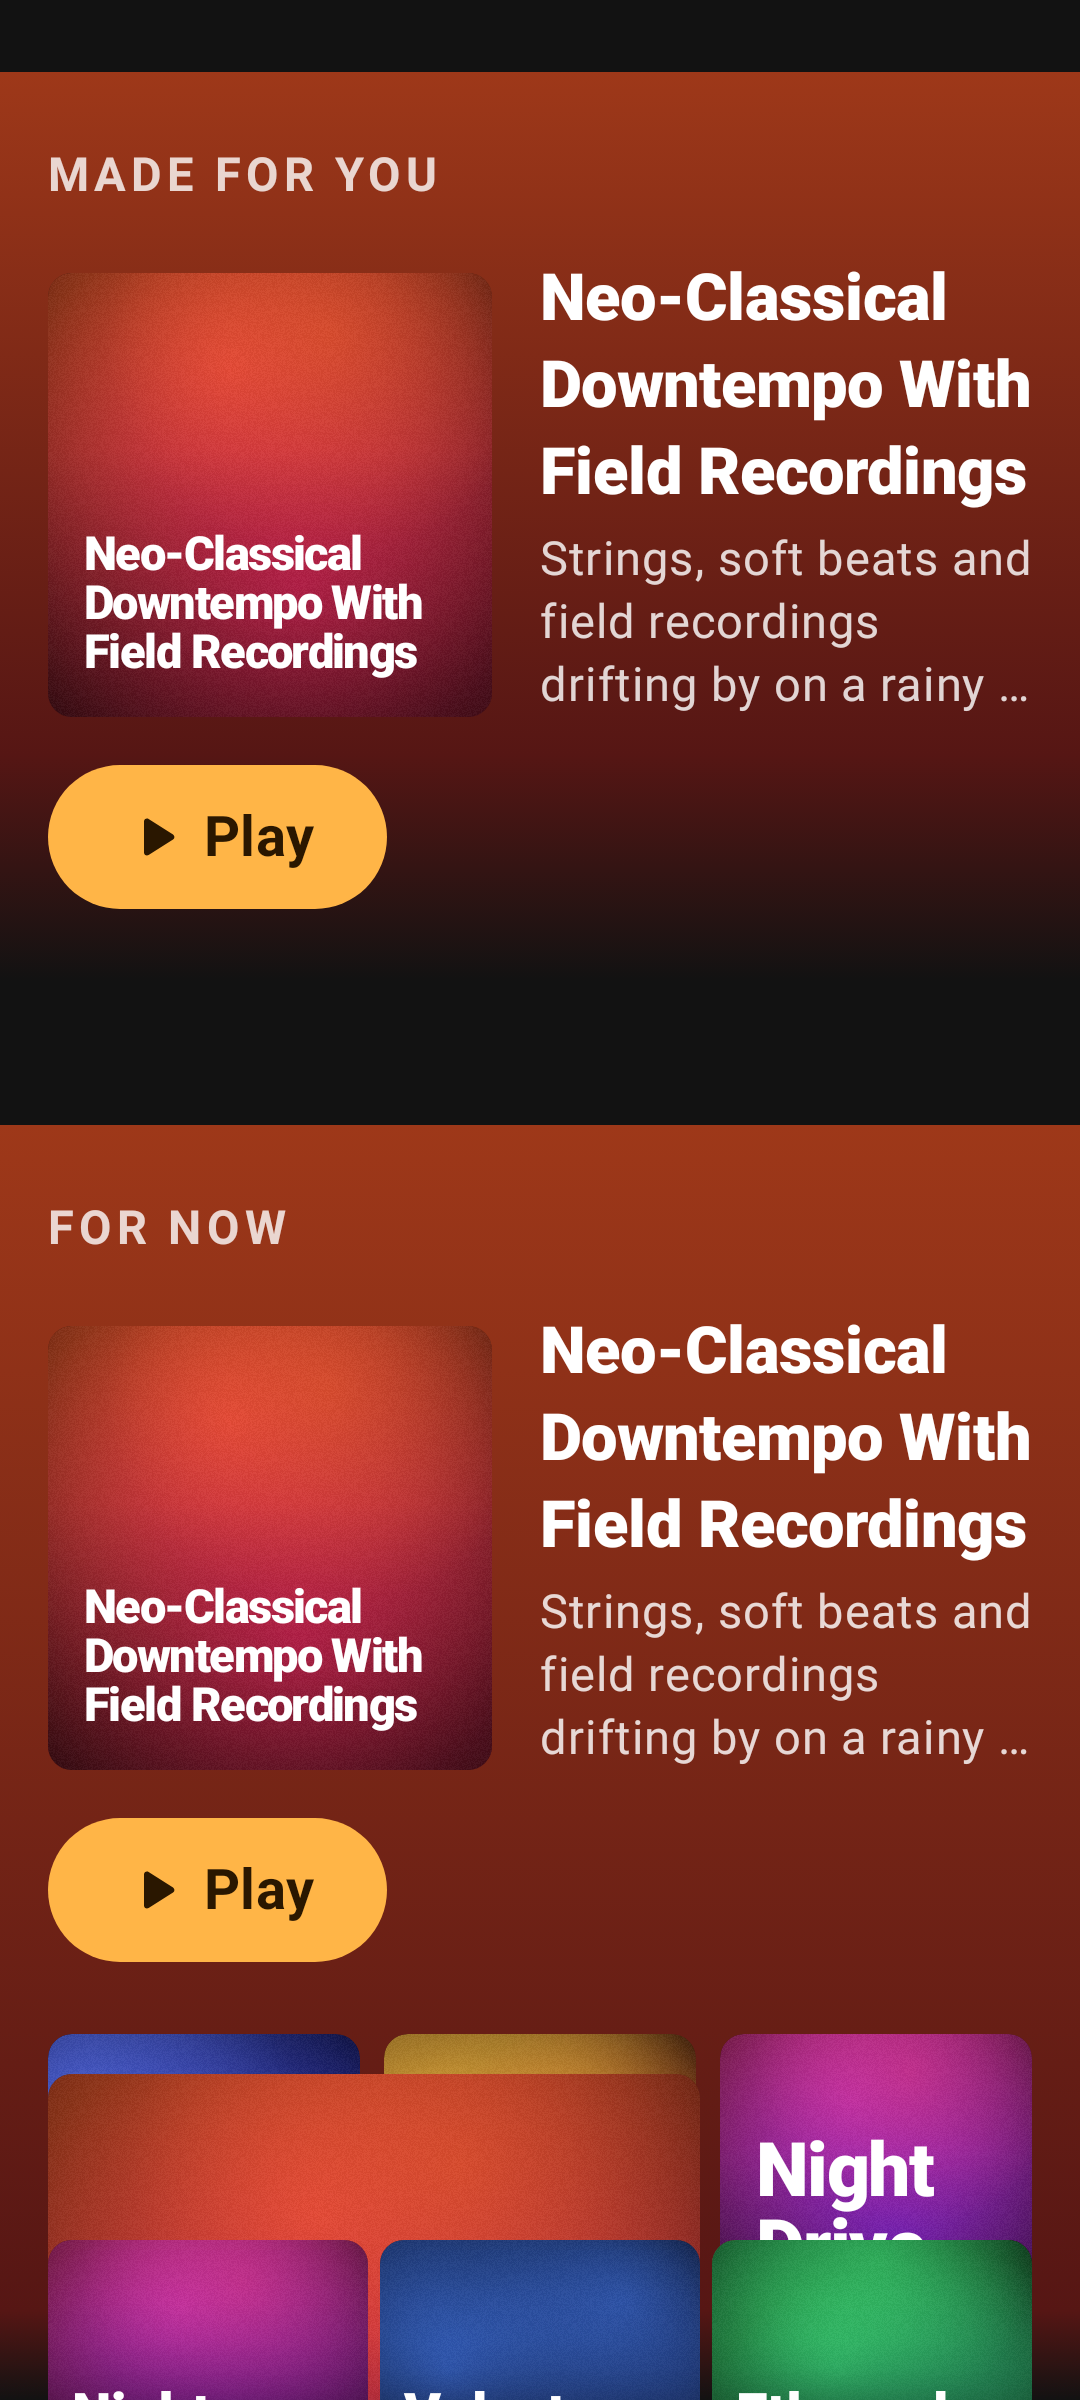 MADE FOR YOU
Neo-Classical
Downtempo With
Field Recordings
Neo-Classical
Downtempo With
Field Recordings
Strings, soft beats and
field recordings
drifting by on a rainy ...
Play
FOR NOW
Neo-Classical
Downtempo With
Field Recordings
Neo-Classical
Downtempo With
Field Recordings
Strings, soft beats and
field recordings
drifting by on a rainy ...
Play
Night
Drive